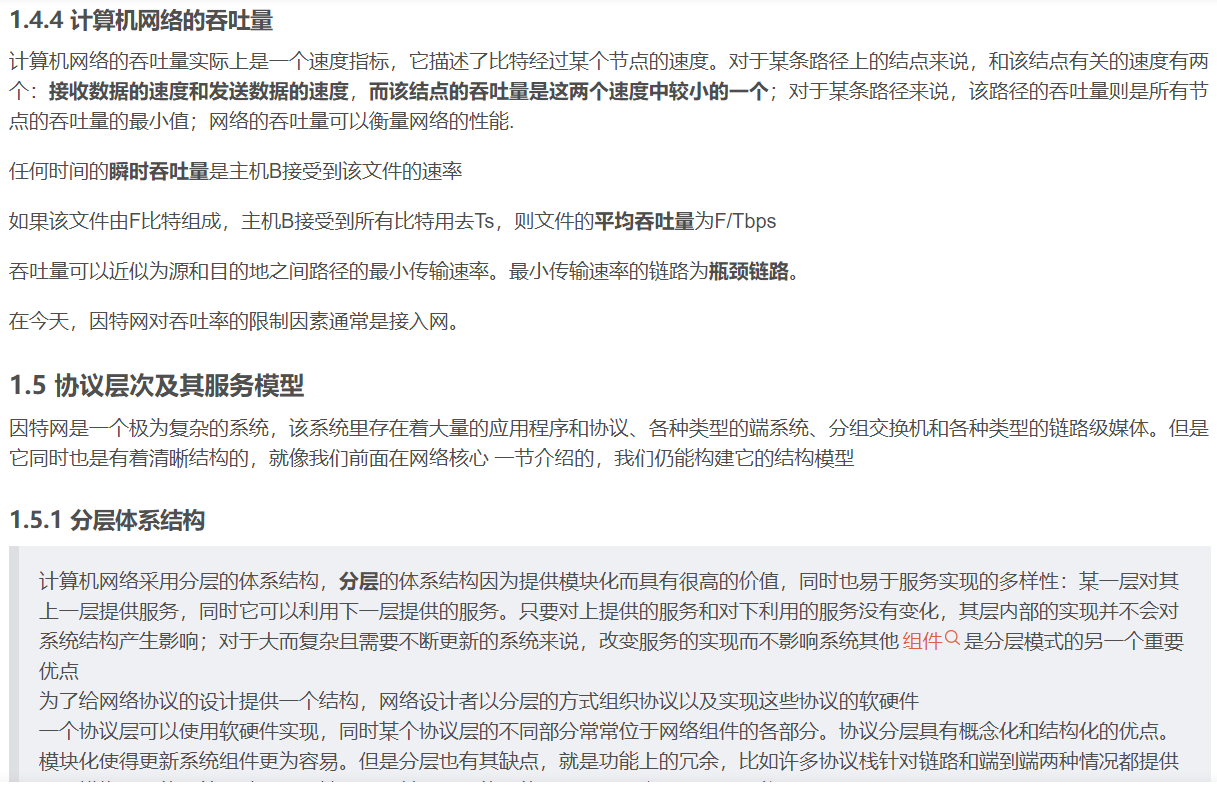 1.4.4 计算机网络的吞吐量
计算机网络的吞吐量实际上是一个速度指标，它描述了比特经过某个节点的速度。对于某条路径上的结点来说，和该结点有关的速度有两
个：接收数据的速度和发送数据的速度，而该结点的吞吐量是这两个速度中较小的一个；对于某条路径来说，该路径的吞吐量则是所有节
点的吞吐量的最小值；网络的吞吐量可以衡量网络的性能.
任何时间的瞬时吞吐量是主机B接受到该文件的速率
如果该文件由F比特组成，主机B接受到所有比特用去Ts，则文件的平均吞吐量为F/Tbps
吞吐量可以近似为源和目的地之间路径的最小传输速率。最小传输速率的链路为瓶颈链路。
在今天，因特网对吞吐率的限制因素通常是接入网。
1.5 协议层次及其服务模型
因特网是一个极为复杂的系统，该系统里存在着大量的应用程序和协议、各种类型的端系统、分组交换机和各种类型的链路级媒体。但是
它同时也是有着清晰结构的，就像我们前面在网络核心 一节介绍的，我们仍能构建它的结构模型
1.5.1 分层体系结构
计算机网络采用分层的体系结构，分层的体系结构因为提供模块化而具有很高的价值，同时也易于服务实现的多样性：某一层对其
上一层提供服务，同时它可以利用下一层提供的服务。只要对上提供的服务和对下利用的服务没有变化，其层内部的实现并不会对
系统结构产生影响；对于大而复杂且需要不断更新的系统来说，改变服务的实现而不影响系统其他 组件 是分层模式的另一个重要
优点
为了给网络协议的设计提供一个结构，网络设计者以分层的方式组织协议以及实现这些协议的软硬件
一个协议层可以使用软硬件实现，同时某个协议层的不同部分常常位于网络组件的各部分。协议分层具有概念化和结构化的优点。
模块化使得更新系统组件更为容易。但是分层也有其缺点，就是功能上的冗余，比如许多协议栈针对链路和端到端两种情况都提供